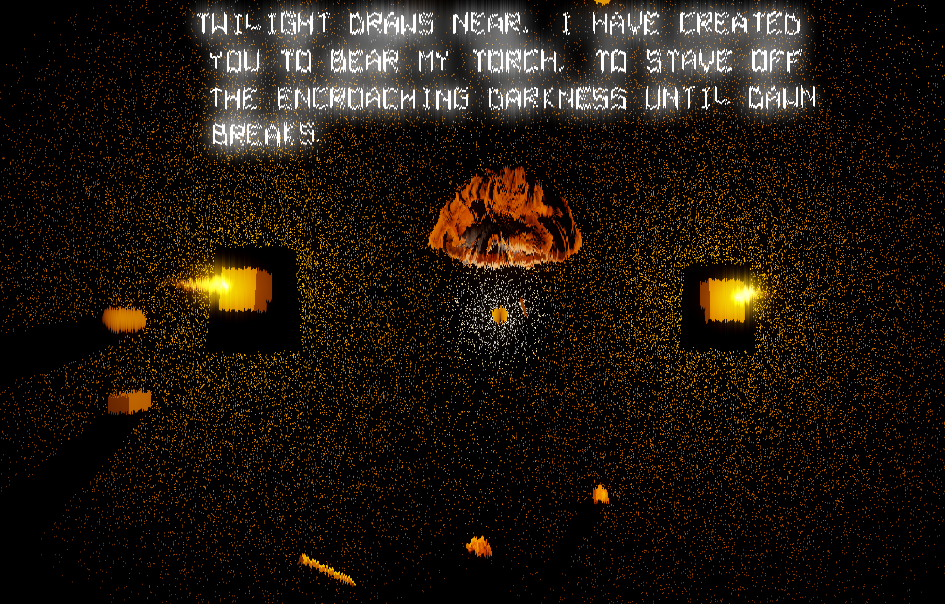 TWILIGHT DRAWS NEAR. I HAVE CREATED
YOU TO BEAR MY TORCH. TO STAVE OFF
THE ENCROACHING DARKNESS UNTIL DAWN
BREAKS.